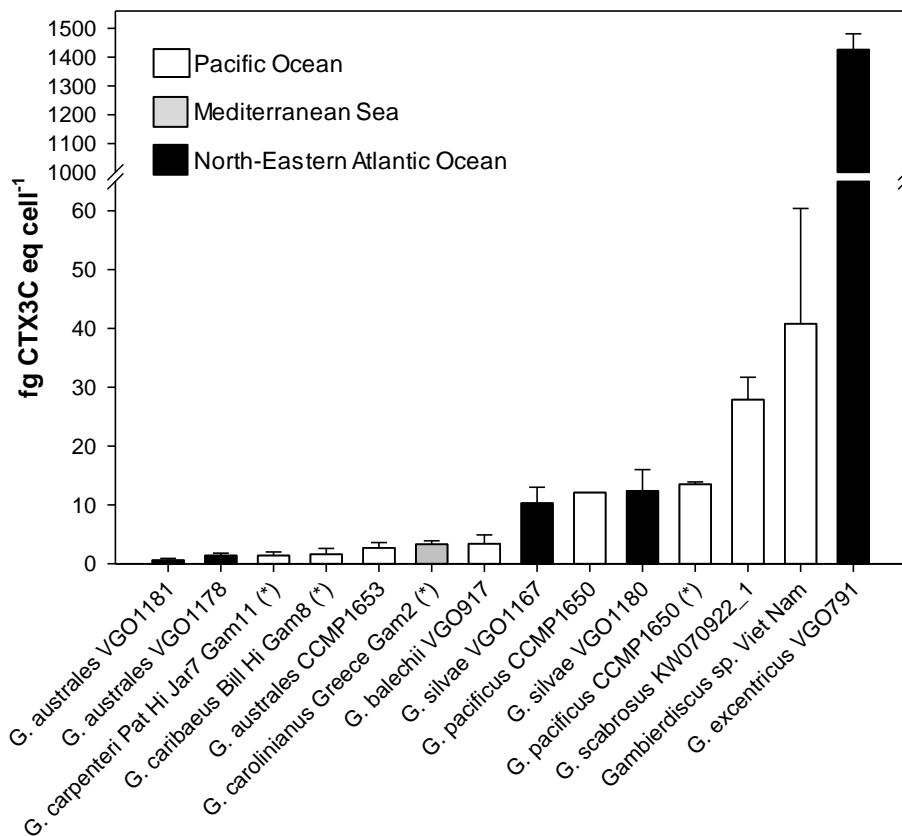 1500
1400
1300
1200
1100
1000
60
50
40
30
20
10
0
fg CTX3C eq cell-1
Pacific Ocean
Mediterranean Sea
North-Eastern Atlantic Ocean
G. australes VGO1181
G. australes VGO1178
G. carpenteri Pat Hi Jar7 Gam11 (*)
G. caribaeus Bill Hi Gam8 (*)
G. australes CCMP1653
G. carolinianus Greece Gam2 (*)
G. balechii VGO917
G. silvae VGO1167
G. pacificus CCMP1650
G. silvae VGO1180
G. pacificus CCMP1650 (*)
G. scabrosus KW070922_1
Gambierdiscus sp. Viet Nam
G. excentricus VGO791